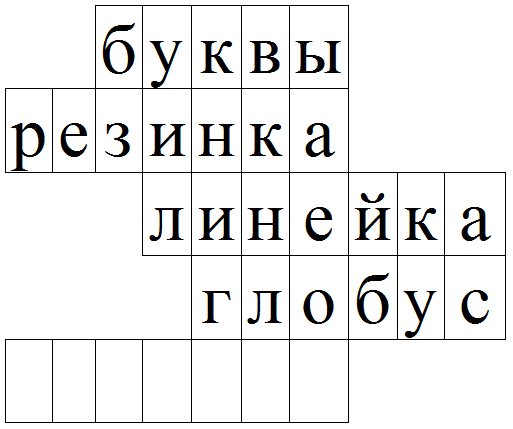 буквы
резинка
линейка
глобус